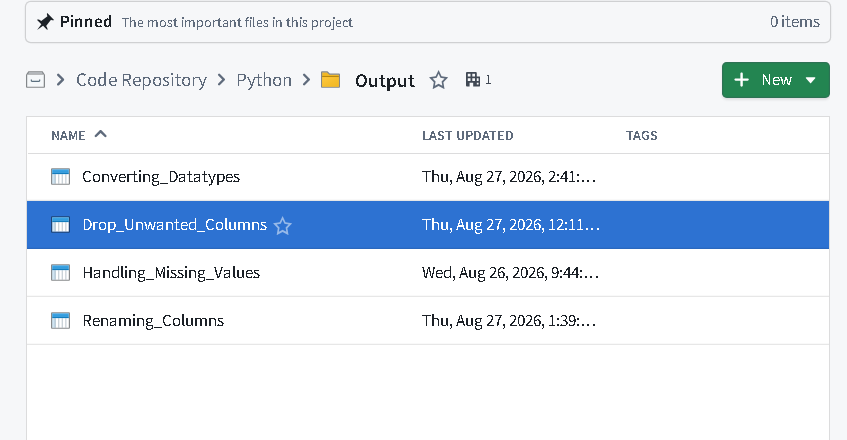 Pinned The most important files in this project 0 items
Code Repository Python Output 1 New
NAME LAST UPDATED TAGS
Converting_Datatypes Thu, Aug 27, 2026, 2:41:…
Drop_Unwanted_Columns Thu, Aug 27, 2026, 12:11…
Handling_Missing_Values Wed, Aug 26, 2026, 9:44:…
Renaming_Columns Thu, Aug 27, 2026, 1:39:…